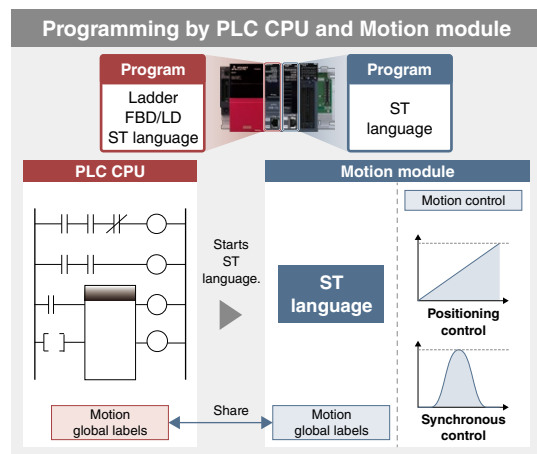 Programming by PLC CPU and Motion module
Program
Ladder
FBD/LD
ST language
Program
ST
language
PLC CPU
Motion module
Starts
ST
language.
ST
language
Motion control
Positioning
control
Synchronous
control
Motion
global labels
Share
Motion
global labels